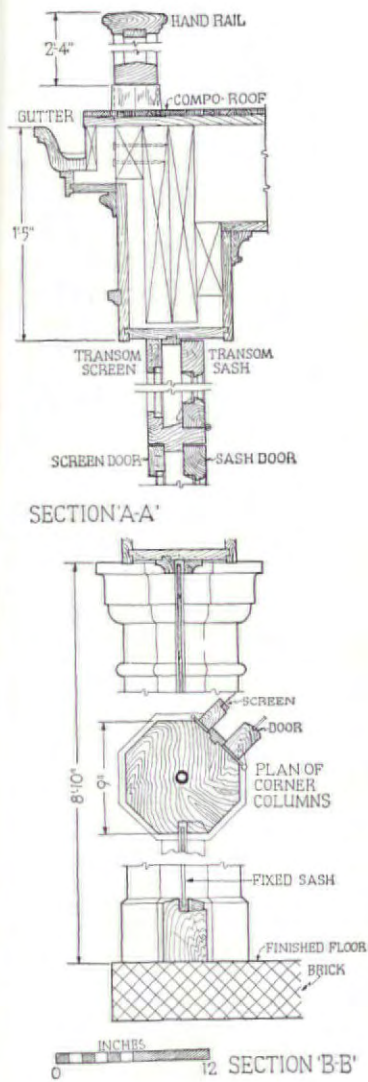 HAND RAIL
2'-4"
COMPO-ROOF
GUTTER
1'-5"
TRANSOM
SCREEN
TRANSOM
SASH
SCREEN DOOR
SASH DOOR
SECTION 'A-A'
SCREEN
DOOR
PLAN OF
CORNER
COLUMNS
9"
8'-10"
FIXED SASH
FINISHED FLOOR
BRICK
INCHES
0
12
SECTION 'B-B'